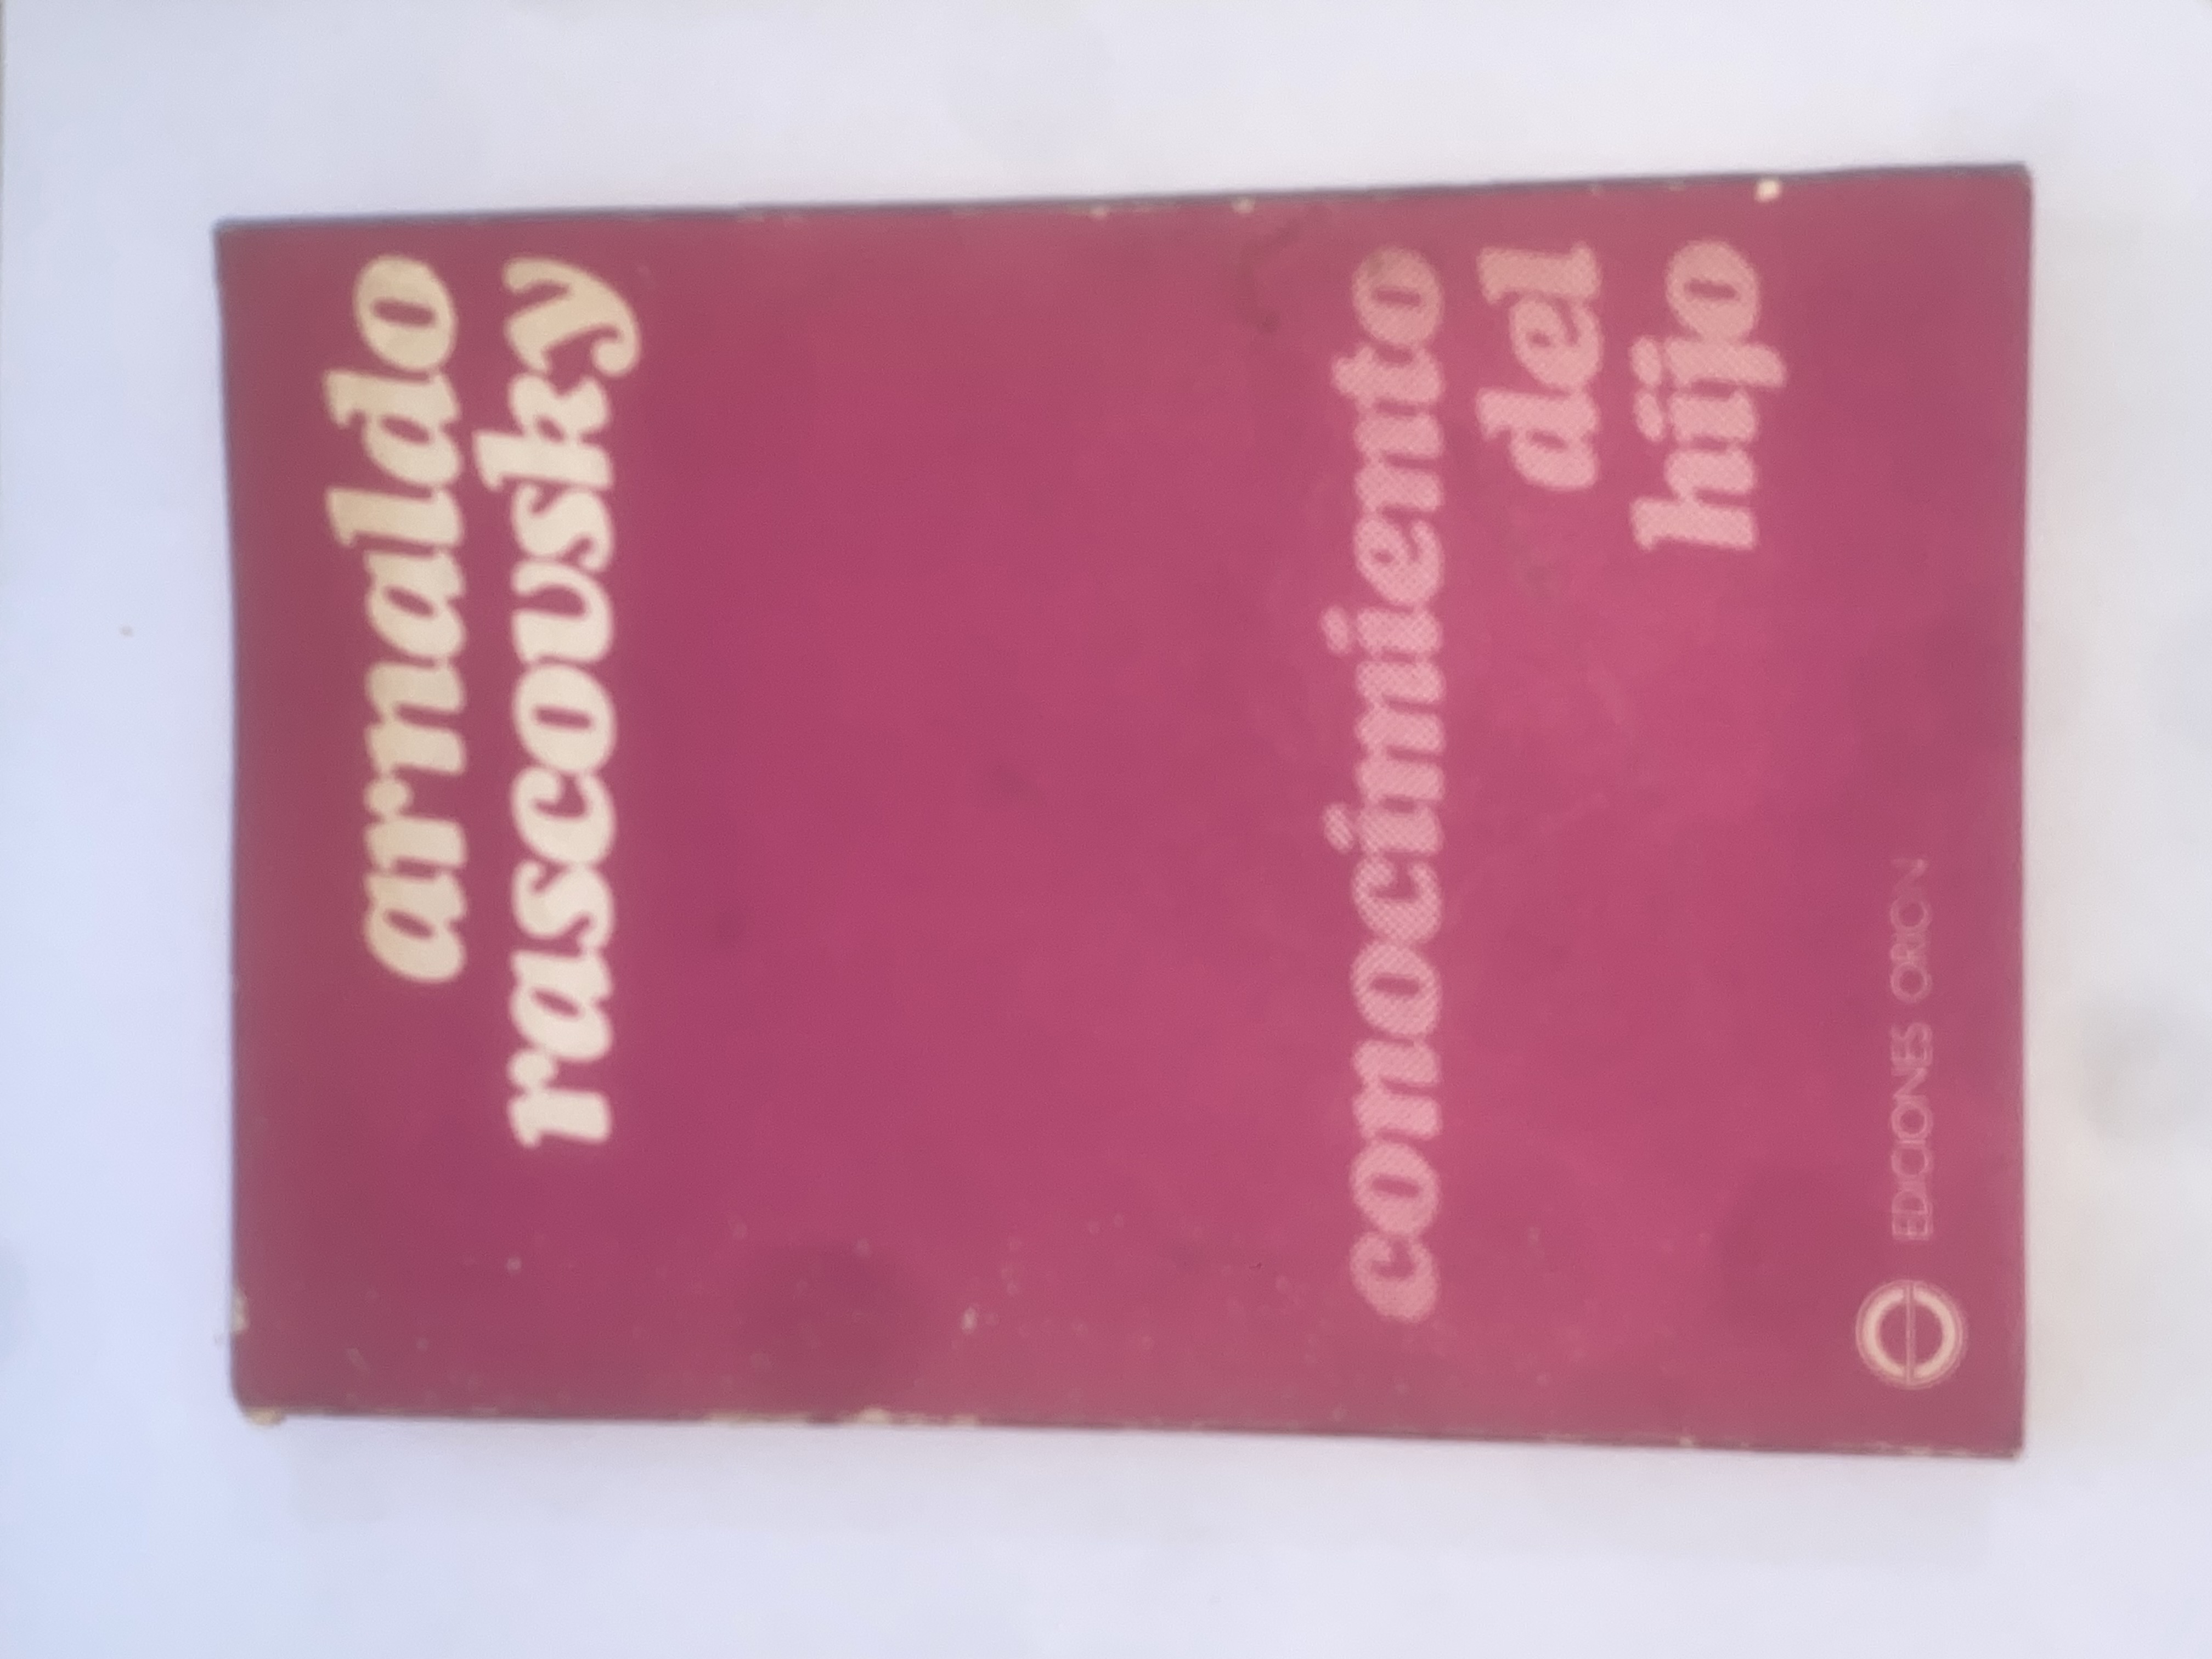 arnaldo
rascovsky
conocimiento
del
hijo
EDICIONES ORION